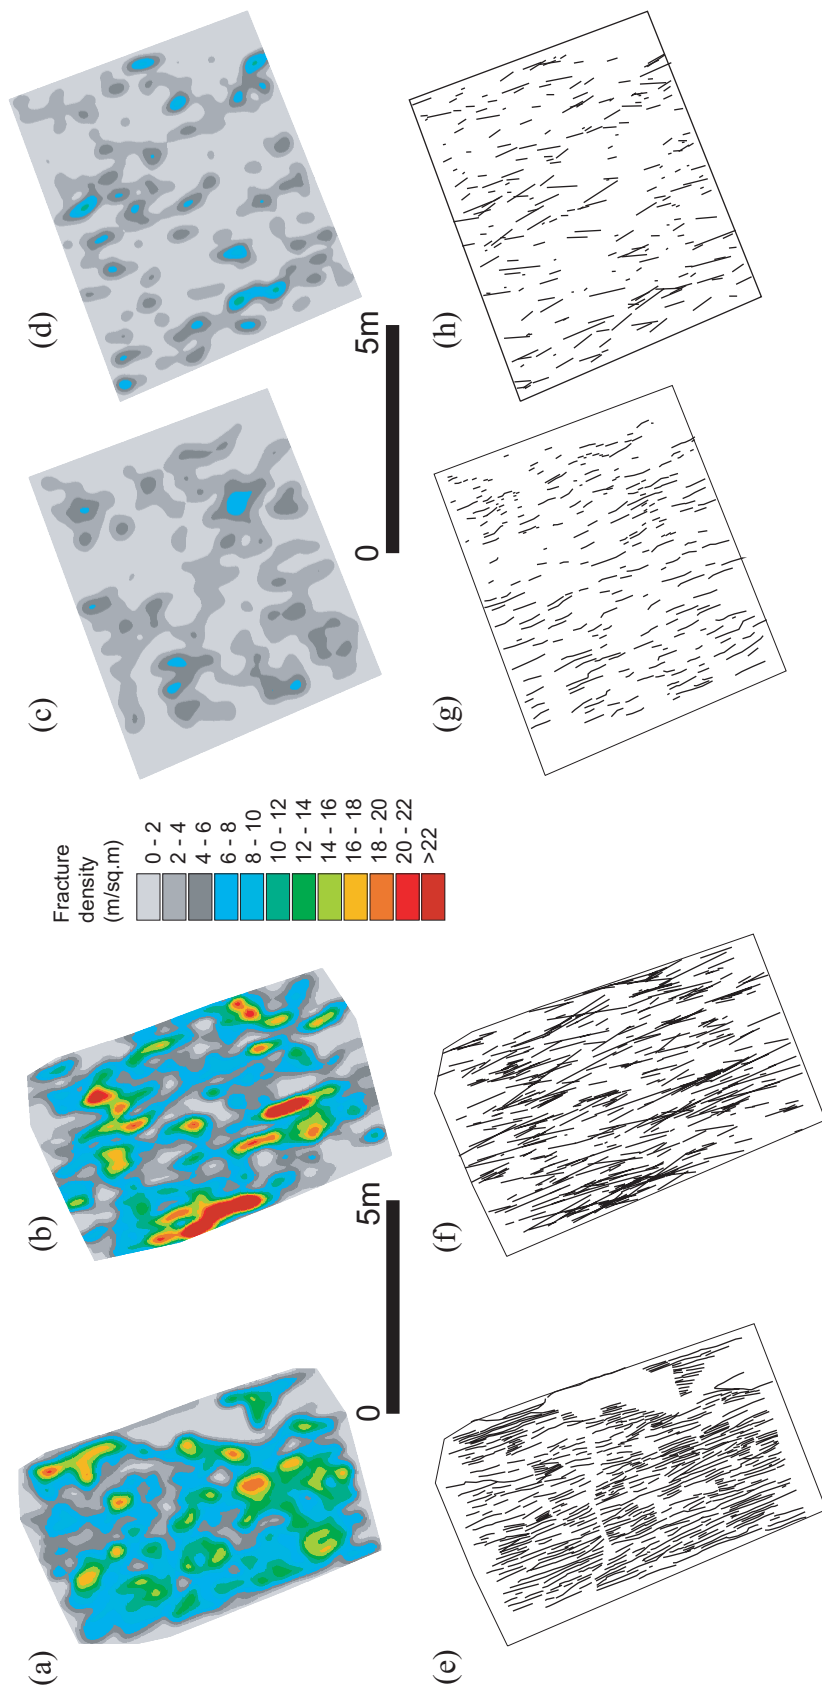 (a)
(b)
Fracture
density
(m/sq.m)
0 - 2
2 - 4
4 - 6
6 - 8
8 - 10
10 - 12
12 - 14
14 - 16
16 - 18
18 - 20
20 - 22
>22
(c)
(d)
0
5m
0
5m
(e)
(f)
(g)
(h)